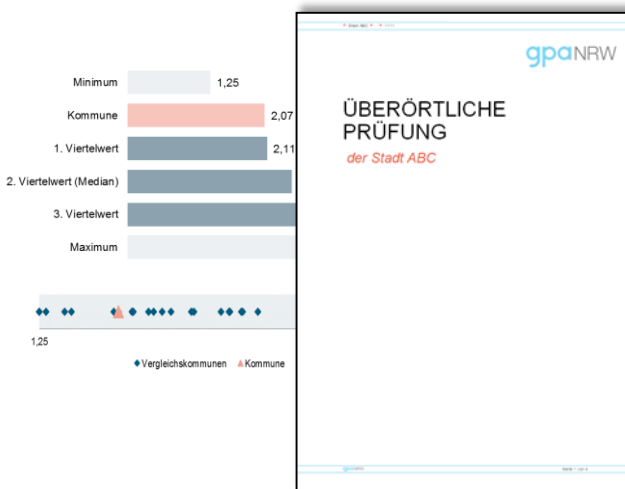 Minimum
1,25
Kommune
2,07
1. Viertelwert
2,11
2. Viertelwert (Median)
3. Viertelwert
Maximum
1,25
Vergleichskommunen
Kommune
gpaNRW
ÜBERÖRTLICHE
PRÜFUNG
der Stadt ABC